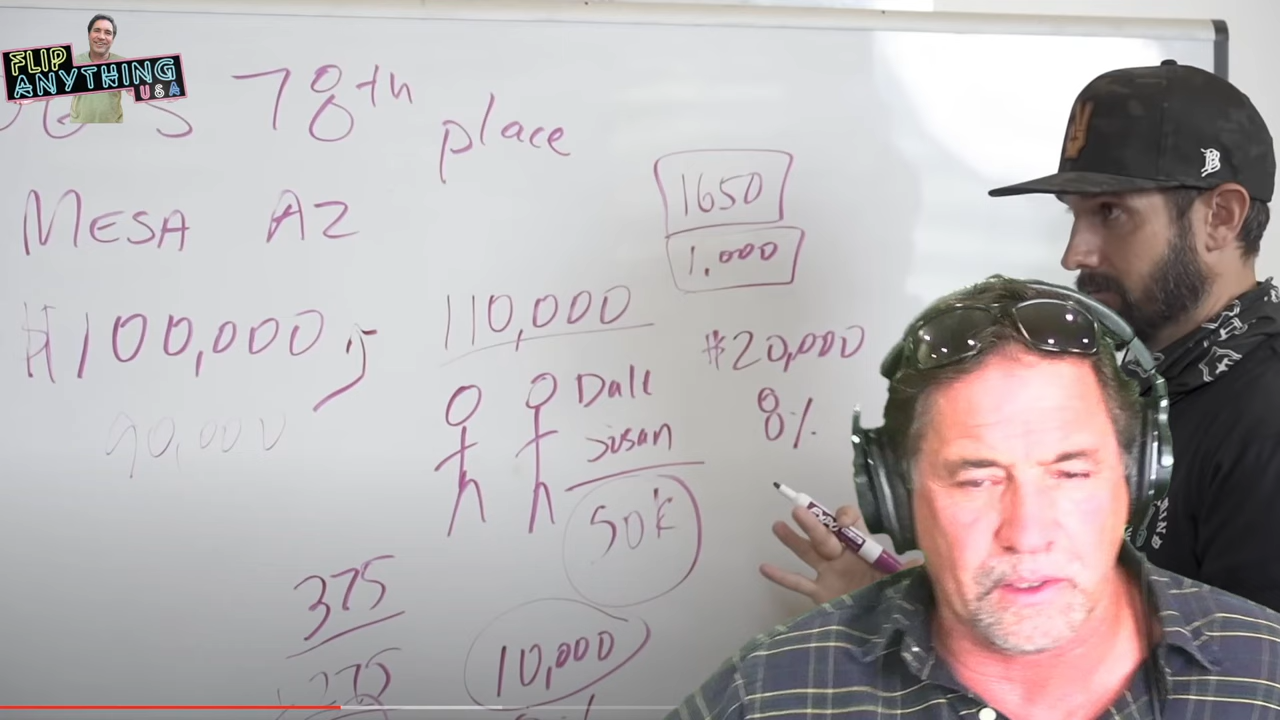 FLIP
ANYTHING
USA
78th place
MESA AZ
1650
1,000
$100,000
110,000
$20,000
90,000
Dale
Susan
8%
50K
EXPO
375
275
10,000